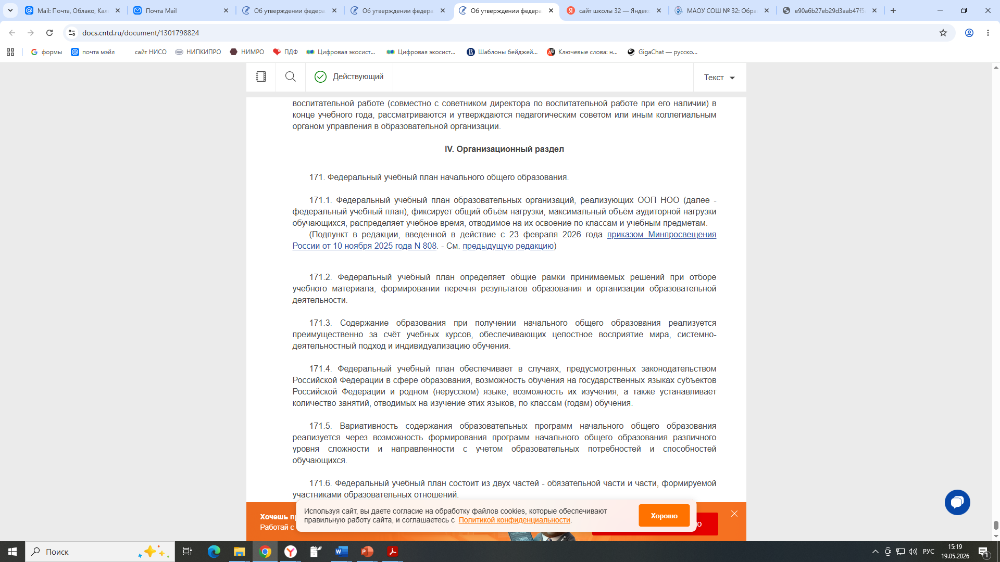 Mail: Почта, Облако, Кал
Почта Mail
Об утверждении федера
Об утверждении федера
Об утверждении федера
сайт школы 32 — Яндекс
МАОУ СОШ № 32: Обра
e90a6b27eb29d3aab47f5
docs.cntd.ru/document/1301798824
формы
почта мэйл
сайт НИСО
НИПКИПРО
НИМРО
ПДФ
Цифровая экосист...
Цифровая экосист...
Шаблоны бейджей...
Ключевые слова: н...
GigaChat — русско...
Действующий
Текст
воспитательной работе (совместно с советником директора по воспитательной работе при его наличии) в
конце учебного года, рассматриваются и утверждаются педагогическим советом или иным коллегиальным
органом управления в образовательной организации.
IV. Организационный раздел
171. Федеральный учебный план начального общего образования.
171.1. Федеральный учебный план образовательных организаций, реализующих ООП НОО (далее -
федеральный учебный план), фиксирует общий объём нагрузки, максимальный объём аудиторной нагрузки
обучающихся, распределяет учебное время, отводимое на их освоение по классам и учебным предметам.
(Подпункт в редакции, введенной в действие с 23 февраля 2026 года приказом Минпросвещения
России от 10 ноября 2025 года N 808. - См. предыдущую редакцию)
171.2. Федеральный учебный план определяет общие рамки принимаемых решений при отборе
учебного материала, формировании перечня результатов образования и организации образовательной
деятельности.
171.3. Содержание образования при получении начального общего образования реализуется
преимущественно за счёт учебных курсов, обеспечивающих целостное восприятие мира, системно-
деятельностный подход и индивидуализацию обучения.
171.4. Федеральный учебный план обеспечивает в случаях, предусмотренных законодательством
Российской Федерации в сфере образования, возможность обучения на государственных языках субъектов
Российской Федерации и родном (нерусском) языке, возможность их изучения, а также устанавливает
количество занятий, отводимых на изучение этих языков, по классам (годам) обучения.
171.5. Вариативность содержания образовательных программ начального общего образования
реализуется через возможность формирования программ начального общего образования различного
уровня сложности и направленности с учетом образовательных потребностей и способностей
обучающихся.
171.6. Федеральный учебный план состоит из двух частей - обязательной части и части, формируемой
участниками образовательных отношений.
Хочешь
Работай с
Используя сайт, вы даете согласие на обработку файлов cookies, которые обеспечивают
правильную работу сайта, и соглашаетесь с Политикой конфиденциальности.
Хорошо
Поиск
РУС
15:19
19.05.2026
1